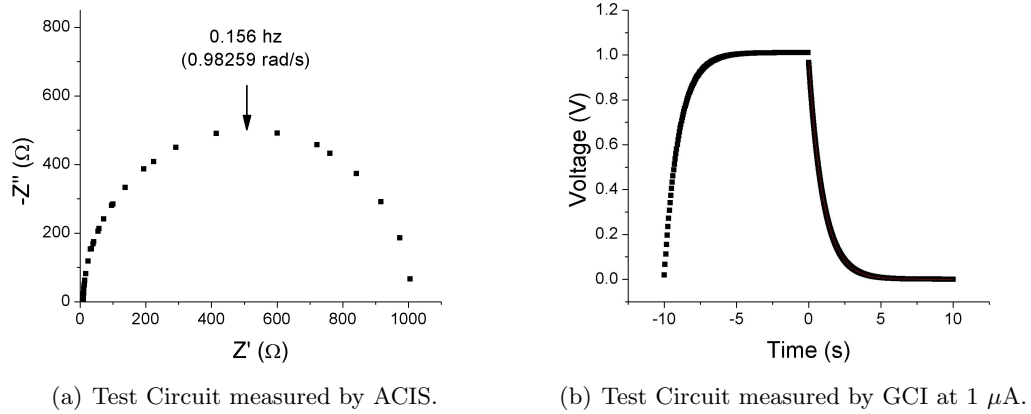 800
600
400
200
0
-Z'' (Ω)
0.156 hz
(0.98259 rad/s)
0 200 400 600 800 1000
Z' (Ω)
(a) Test Circuit measured by ACIS.
1.2
1.0
0.8
0.6
0.4
0.2
0.0
Voltage (V)
-10 -5 0 5 10
Time (s)
(b) Test Circuit measured by GCI at 1 μA.